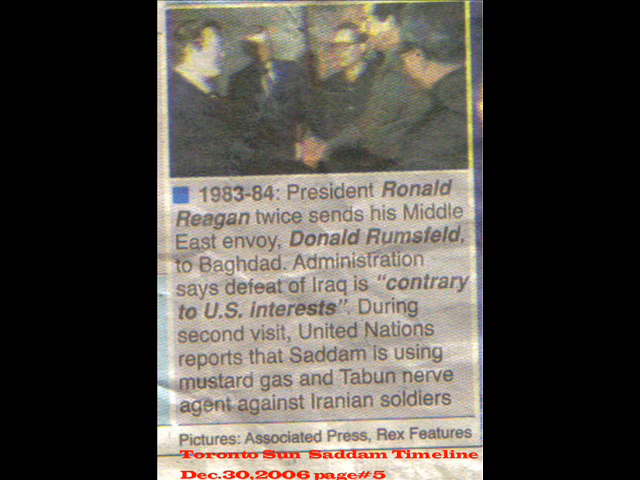 1983-84: President Ronald
Reagan twice sends his Middle
East envoy, Donald Rumsfeld,
to Baghdad. Administration
says defeat of Iraq is "contrary
to U.S. interests". During
second visit, United Nations
reports that Saddam is using
mustard gas and Tabun nerve
agent against Iranian soldiers
Pictures: Associated Press, Rex Features
Toronto Sun Saddam Timeline
Dec.30,2006 page#5